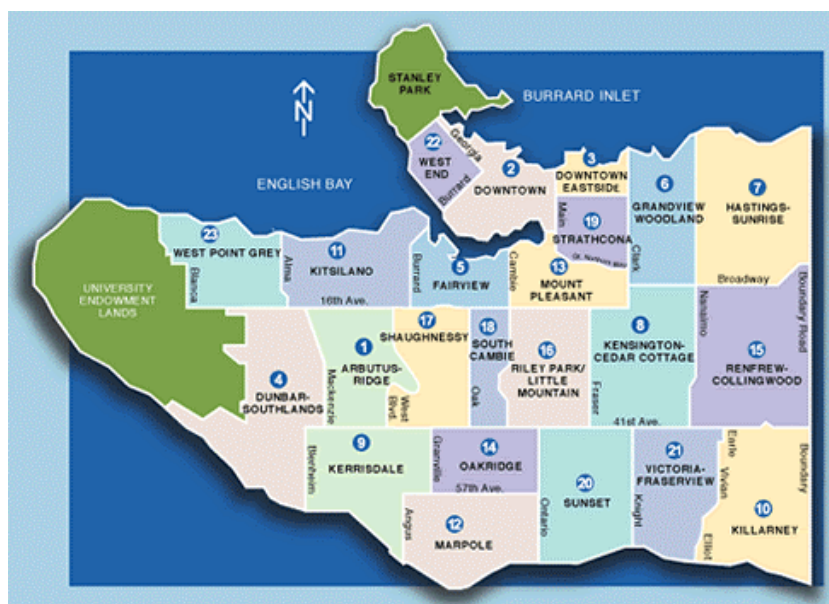 STANLEY
PARK
BURRARD INLET
N
Georgia
22
WEST
END
Burrard
2
DOWNTOWN
3
DOWNTOWN
EASTSIDE
Main
19
STRATHCONA
Gt. Northern Way
6
GRANDVIEW
WOODLAND
Clark
7
HASTINGS-
SUNRISE
Broadway
ENGLISH BAY
23
WEST POINT GREY
Blanca
Alma
11
KITSILANO
16th Ave.
Burrard
5
FAIRVIEW
Cambie
13
MOUNT
PLEASANT
UNIVERSITY
ENDOWMENT
LANDS
4
DUNBAR-
SOUTHLANDS
Mackenzie
1
ARBUTUS-
RIDGE
West
Blvd.
17
SHAUGHNESSY
18
SOUTH
CAMBIE
Oak
16
RILEY PARK/
LITTLE
MOUNTAIN
Fraser
8
KENSINGTON-
CEDAR COTTAGE
41st Ave.
Nanaimo
Boundary Road
15
RENFREW-
COLLINGWOOD
Blenheim
9
KERRISDALE
Granville
14
OAKRIDGE
57th Ave.
Angus
12
MARPOLE
Ontario
20
SUNSET
Knight
21
VICTORIA-
FRASERVIEW
Earle
Vivian
Elliot
Boundary
10
KILLARNEY